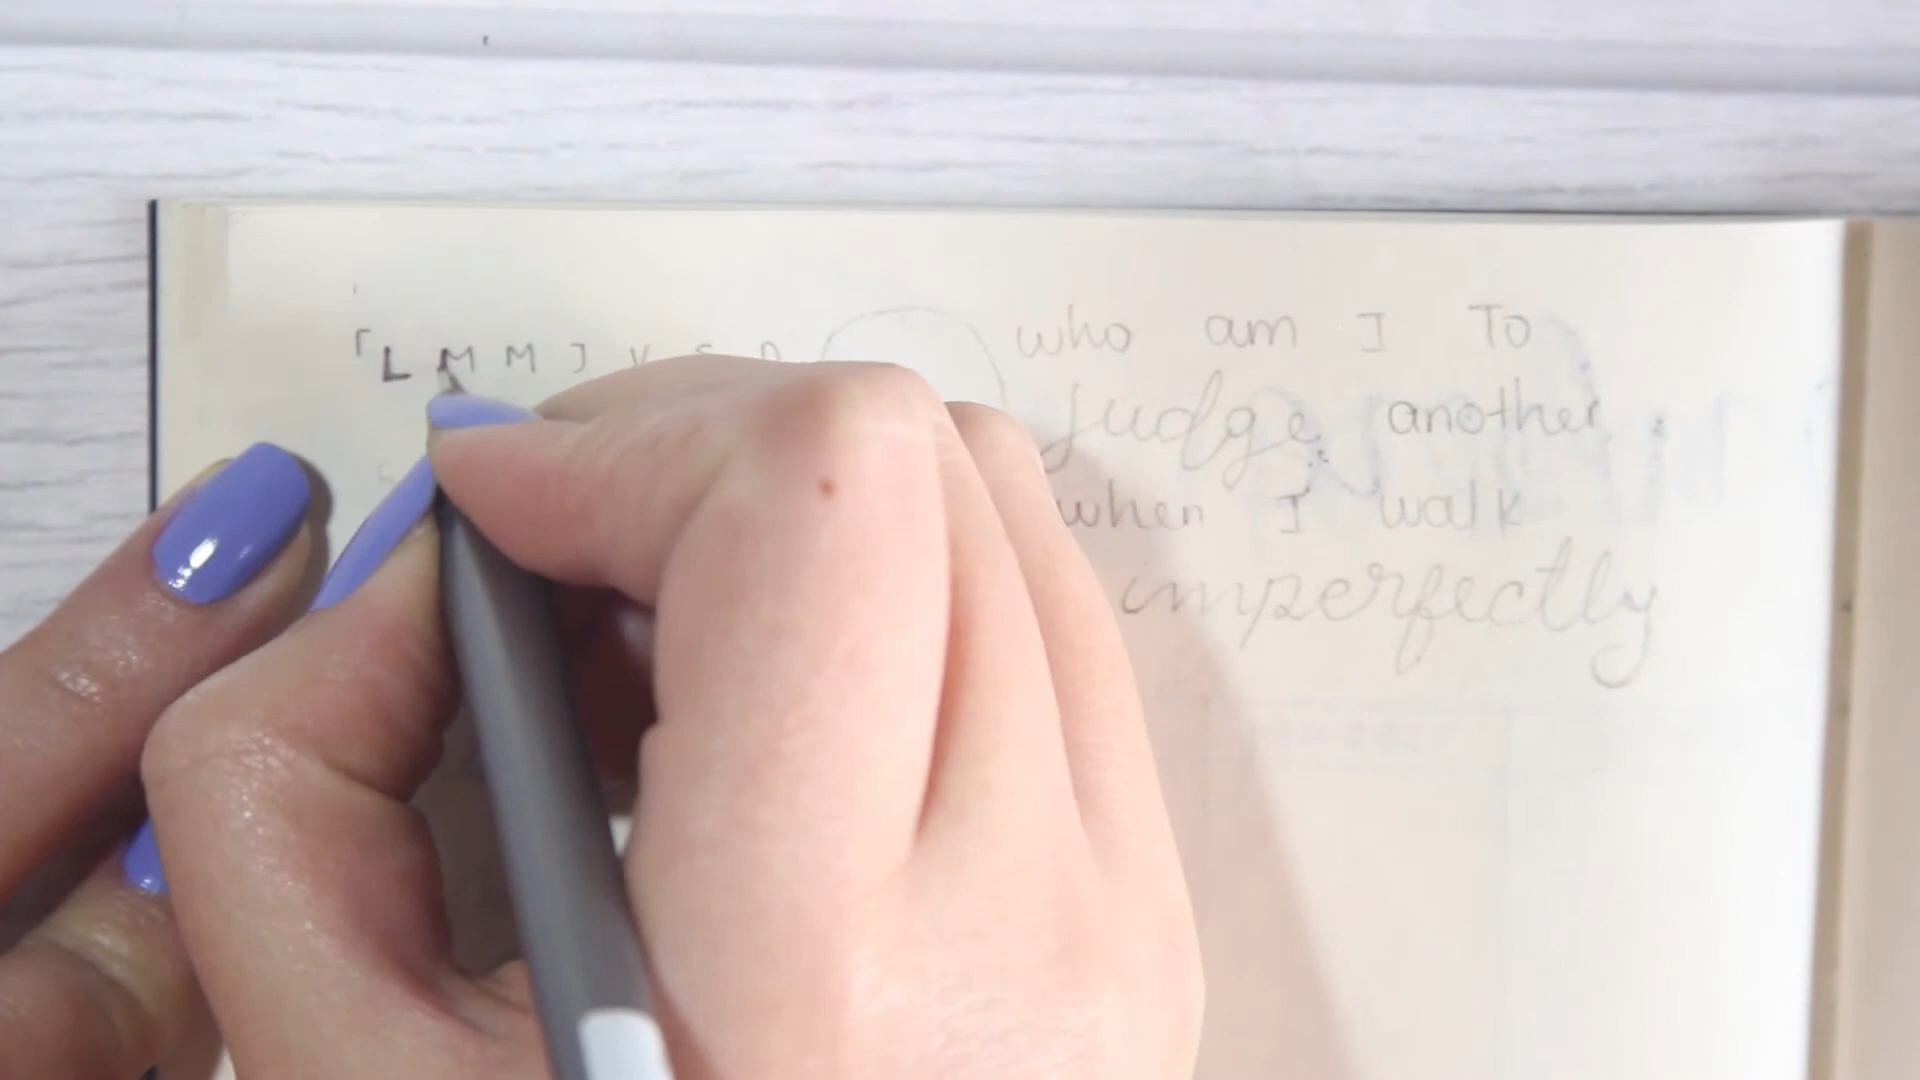 L M M J V S D
who am I To
judge another
when I walk
imperfectly